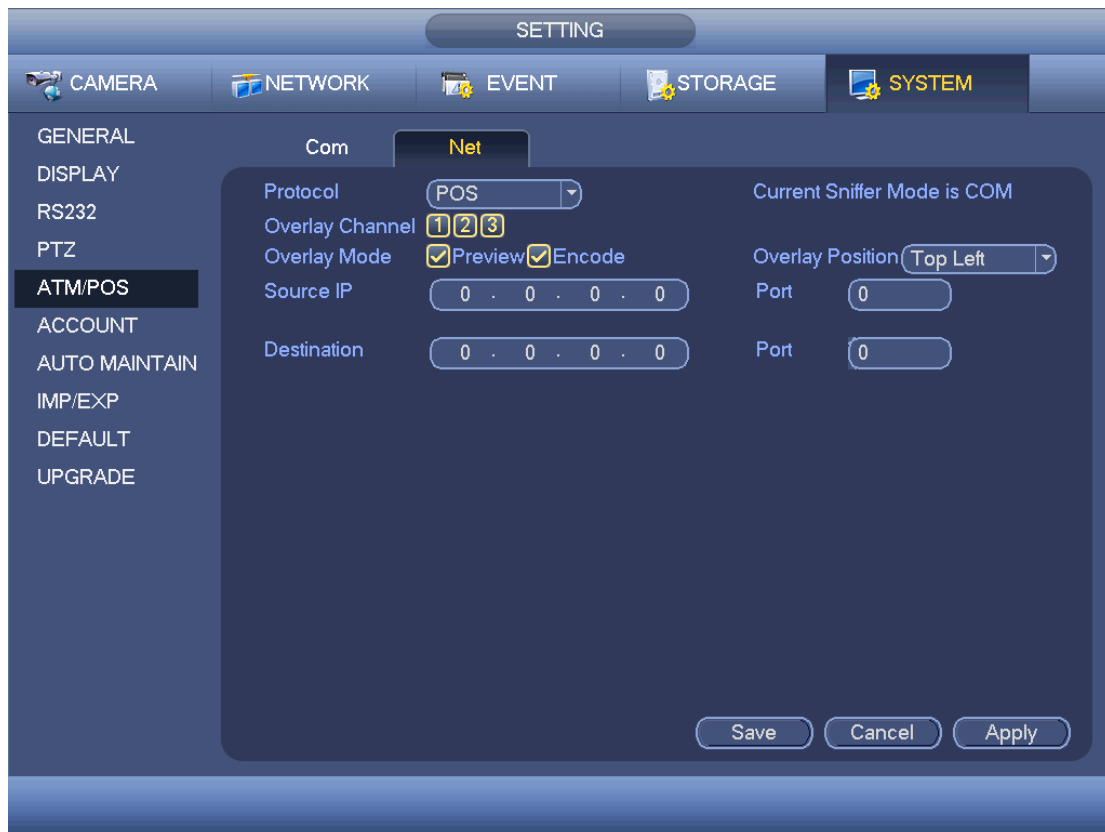 SETTING
CAMERA NETWORK EVENT STORAGE SYSTEM
GENERAL
DISPLAY
RS232
PTZ
ATM/POS
ACCOUNT
AUTO MAINTAIN
IMP/EXP
DEFAULT
UPGRADE
Com Net
Protocol POS Current Sniffer Mode is COM
Overlay Channel 1 2 3
Overlay Mode Preview Encode Overlay Position Top Left
Source IP 0 . 0 . 0 . 0 Port 0
Destination 0 . 0 . 0 . 0 Port 0
Save Cancel Apply